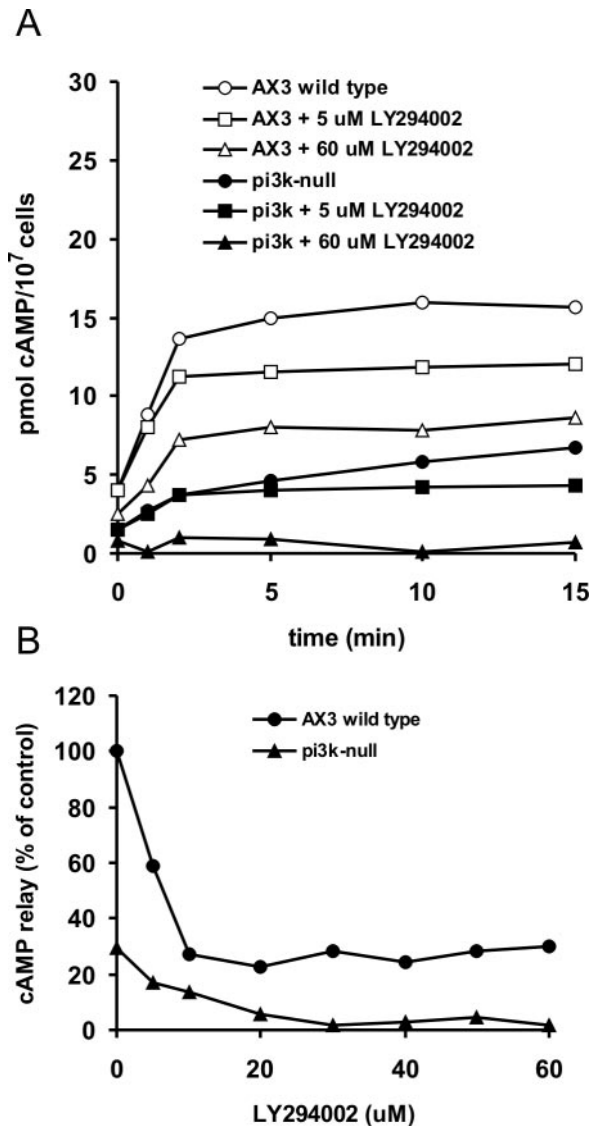 A
30
25
20
15
10
5
0
pmol cAMP/10⁷ cells
AX3 wild type
AX3 + 5 uM LY294002
AX3 + 60 uM LY294002
pi3k-null
pi3k + 5 uM LY294002
pi3k + 60 uM LY294002
0 5 10 15
time (min)
B
120
100
80
60
40
20
0
cAMP relay (% of control)
AX3 wild type
pi3k-null
0 20 40 60
LY294002 (uM)